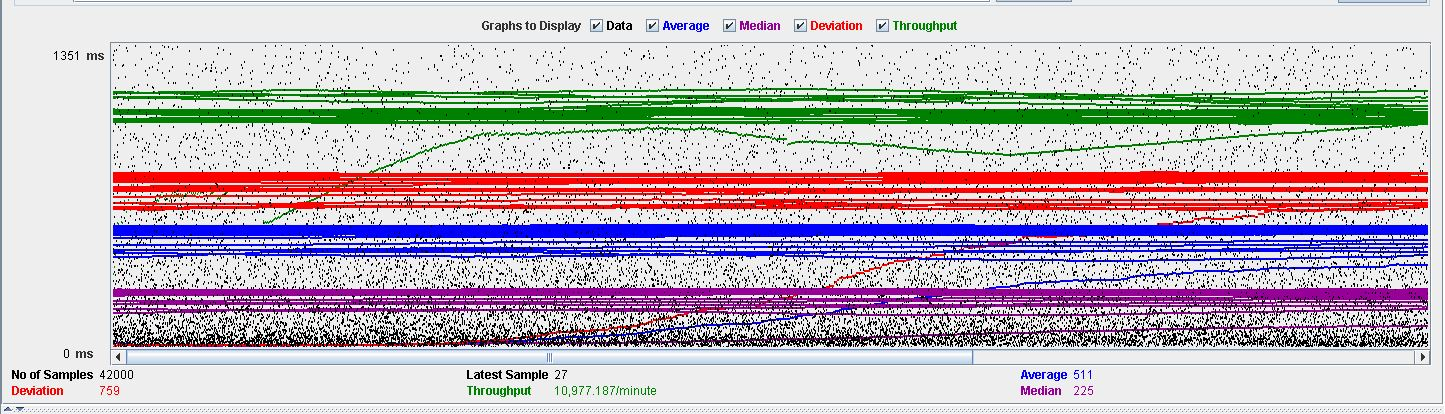 Graphs to Display Data Average Median Deviation Throughput
1351 ms
0 ms
No of Samples 42000 Latest Sample 27 Average 511
Deviation 759 Throughput 10,977.187/minute Median 225